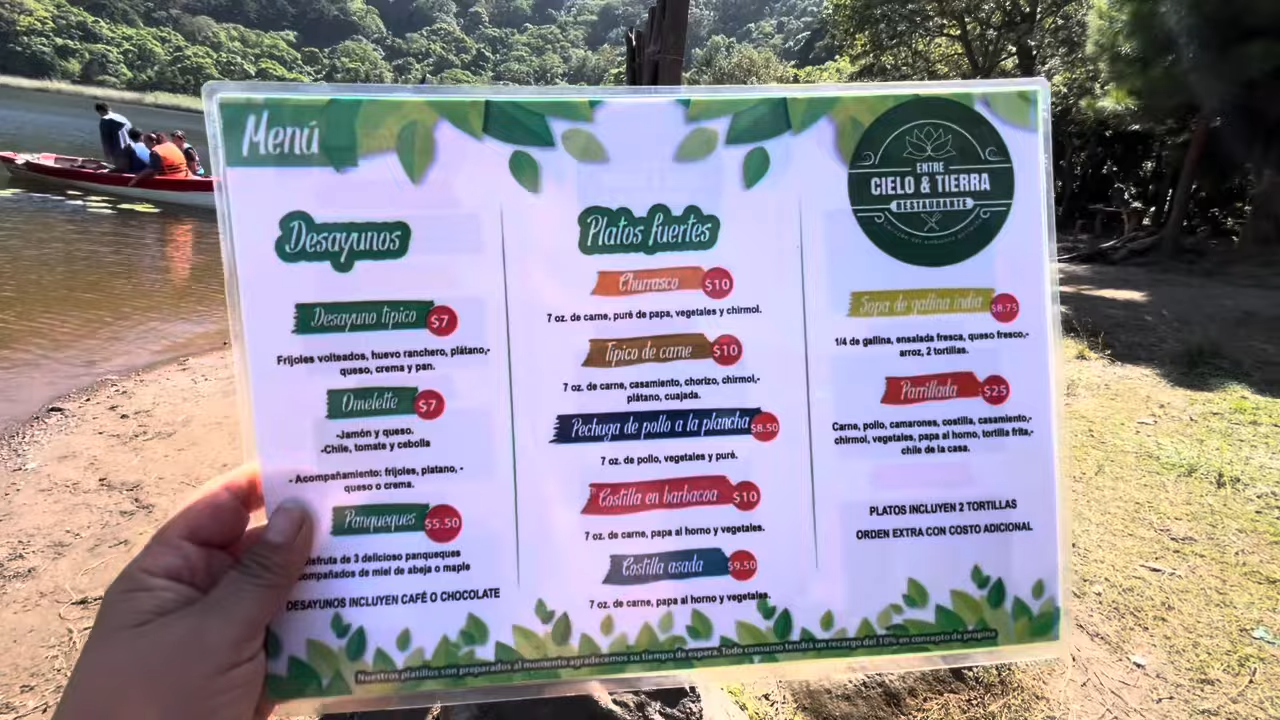 Menú
ENTRE
CIELO & TIERRA
RESTAURANTE
Desayunos
Desayuno típico $7
Frijoles volteados, huevo ranchero, plátano,-
queso, crema y pan.
Omelette $7
-Jamón y queso.
-Chile, tomate y cebolla
- Acompañamiento: frijoles, platano, -
queso o crema.
Panqueques $5.50
isfruta de 3 delicioso panqueques
ompañados de miel de abeja o maple
DESAYUNOS INCLUYEN CAFÉ O CHOCOLATE
Platos fuertes
Churrasco $10
7 oz. de carne, puré de papa, vegetales y chirmol.
Típico de carne $10
7 oz. de carne, casamiento, chorizo, chirmol,-
plátano, cuajada.
Pechuga de pollo a la plancha $8.50
7 oz. de pollo, vegetales y puré.
Costilla en barbacoa $10
7 oz. de carne, papa al horno y vegetales.
Costilla asada $9.50
7 oz. de carne, papa al horno y vegetales.
Sopa de gallina india $8.75
1/4 de gallina, ensalada fresca, queso fresco,-
arroz, 2 tortillas.
Parrillada $25
Carne, pollo, camarones, costilla, casamiento,-
chirmol, vegetales, papa al horno, tortilla frita,-
chile de la casa.
PLATOS INCLUYEN 2 TORTILLAS
ORDEN EXTRA CON COSTO ADICIONAL
Nuestros platillos son preparados al momento agradecemos su tiempo de espera. Todo consumo tendrá un recargo del 10% en concepto de propina